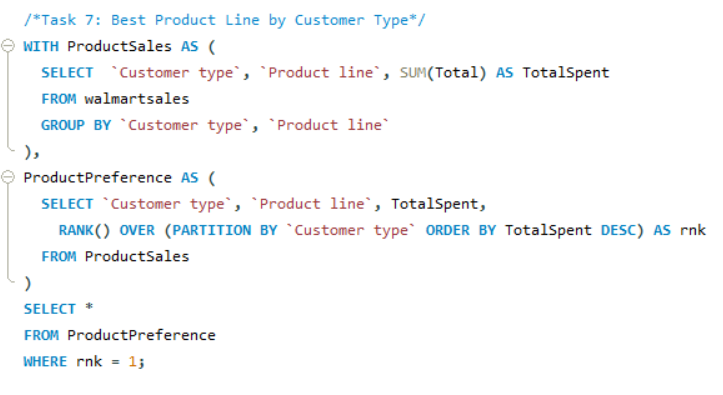 /*Task 7: Best Product Line by Customer Type*/
WITH ProductSales AS (
SELECT  `Customer type`, `Product line`, SUM(Total) AS TotalSpent
FROM walmartsales
GROUP BY `Customer type`, `Product line`
),
ProductPreference AS (
SELECT `Customer type`, `Product line`, TotalSpent,
RANK() OVER (PARTITION BY `Customer type` ORDER BY TotalSpent DESC) AS rnk
FROM ProductSales
)
SELECT *
FROM ProductPreference
WHERE rnk = 1;